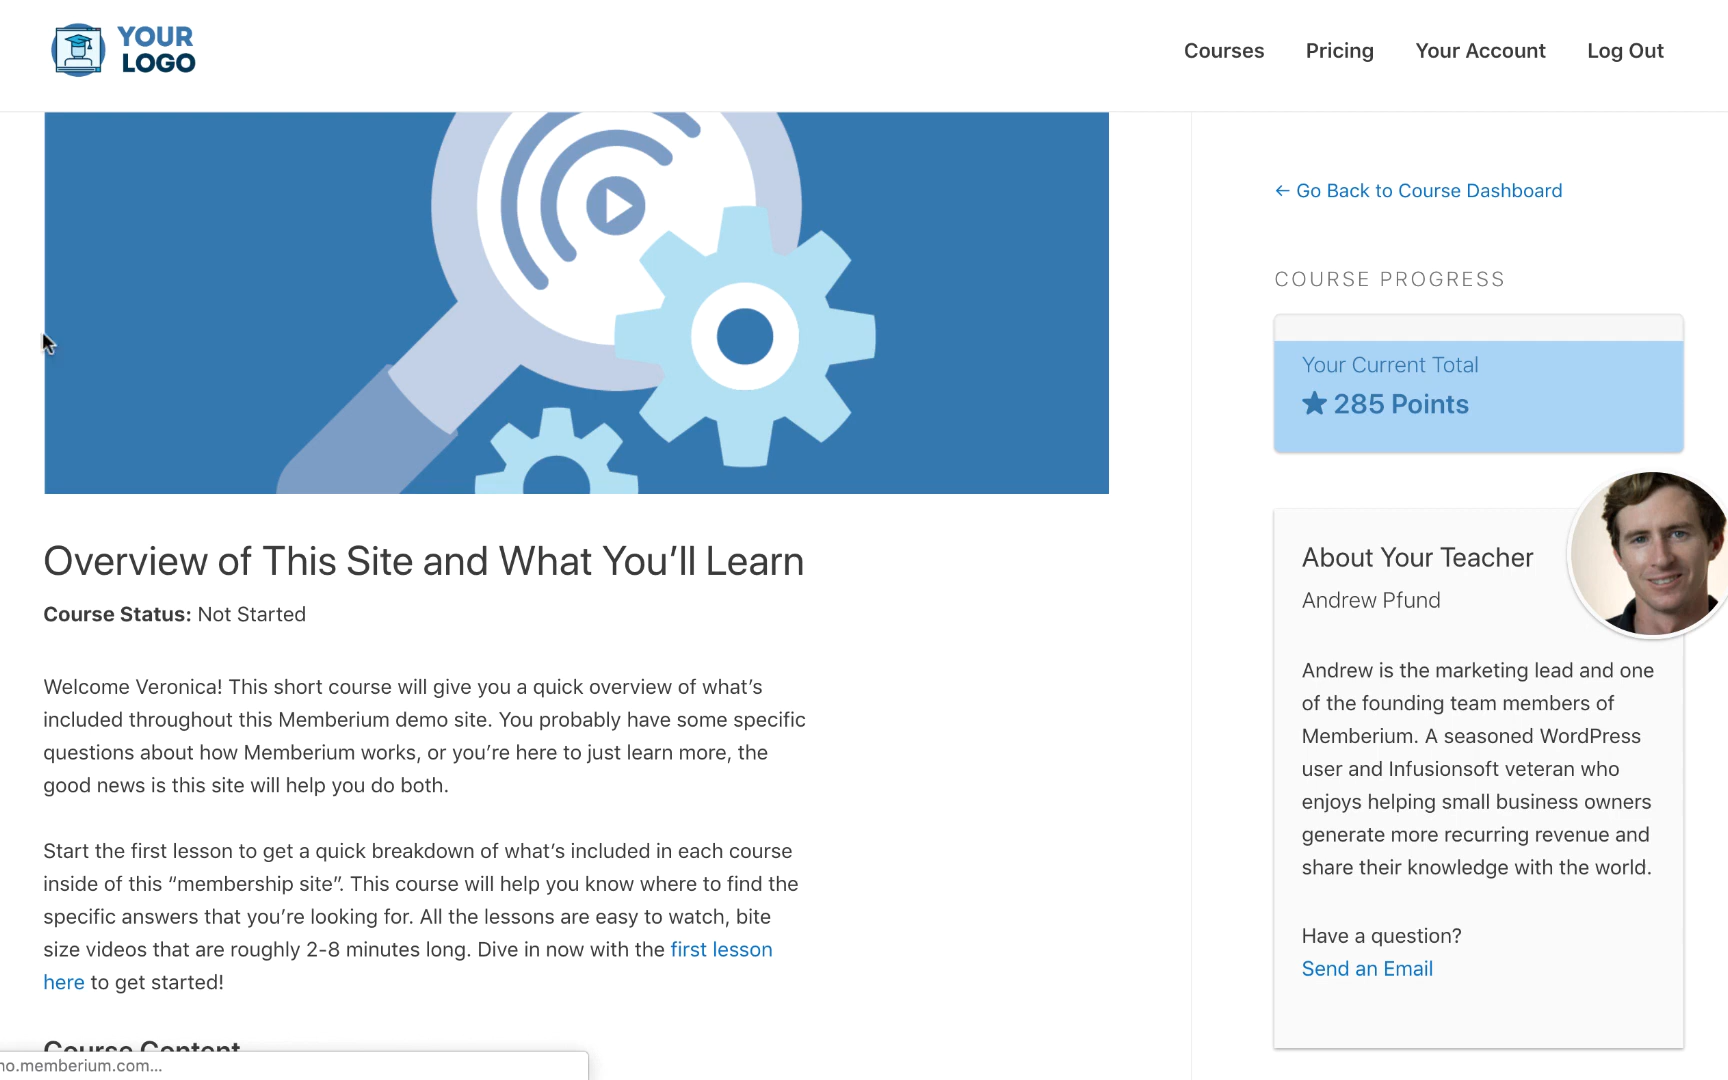 YOUR
LOGO
Courses
Pricing
Your Account
Log Out
← Go Back to Course Dashboard
COURSE PROGRESS
Your Current Total
★ 285 Points
Overview of This Site and What You’ll Learn
Course Status: Not Started
Welcome Veronica! This short course will give you a quick overview of what’s
included throughout this Memberium demo site. You probably have some specific
questions about how Memberium works, or you’re here to just learn more, the
good news is this site will help you do both.
Start the first lesson to get a quick breakdown of what’s included in each course
inside of this “membership site”. This course will help you know where to find the
specific answers that you’re looking for. All the lessons are easy to watch, bite
size videos that are roughly 2-8 minutes long. Dive in now with the first lesson
here to get started!
Course Content
no.memberium.com...
About Your Teacher
Andrew Pfund
Andrew is the marketing lead and one
of the founding team members of
Memberium. A seasoned WordPress
user and Infusionsoft veteran who
enjoys helping small business owners
generate more recurring revenue and
share their knowledge with the world.
Have a question?
Send an Email